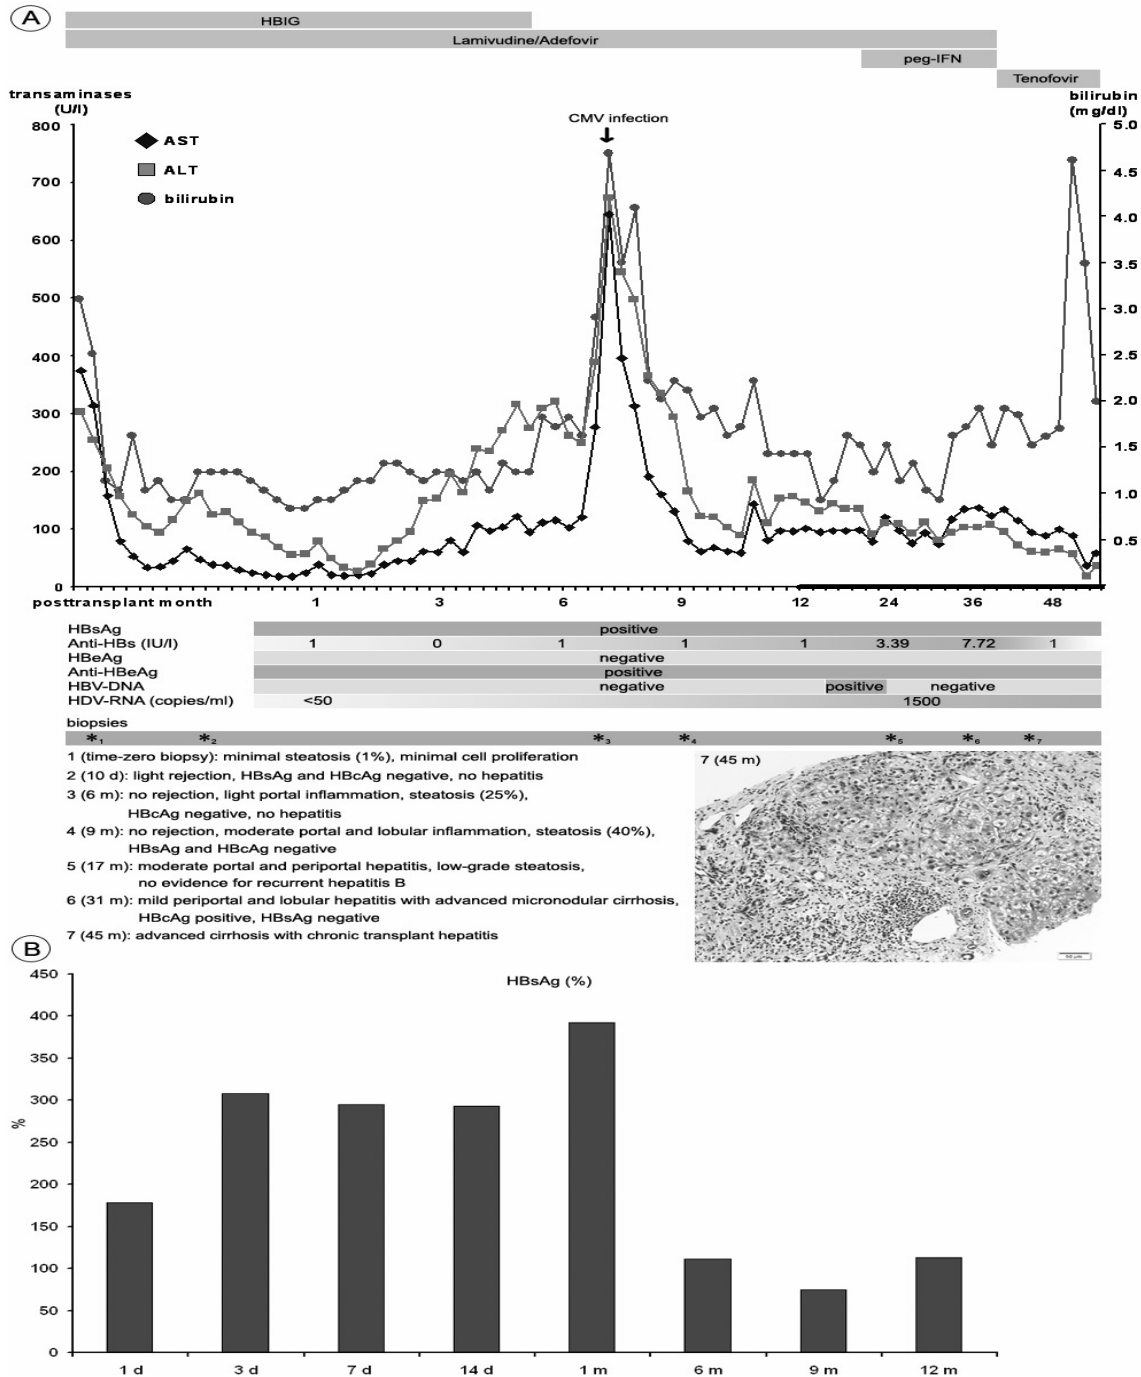 A
HBIG
Lamivudine/Adefovir
peg-IFN
Tenofovir
transaminases
(U/l)
bilirubin
(mg/dl)
CMV infection
AST
ALT
bilirubin
800
700
600
500
400
300
200
100
0
5.0
4.5
4.0
3.5
3.0
2.5
2.0
1.5
1.0
0.5
posttransplant month 1 3 6 9 12 24 36 48
HBsAg positive
Anti-HBs (IU/l) 1 0 1 1 1 3.39 7.72 1
HBeAg negative
Anti-HBeAg positive
HBV-DNA negative positive negative
HDV-RNA (copies/ml) <50 1500
biopsies
*1 *2 *3 *4 *5 *6 *7
1 (time-zero biopsy): minimal steatosis (1%), minimal cell proliferation
2 (10 d): light rejection, HBsAg and HBcAg negative, no hepatitis
3 (6 m): no rejection, light portal inflammation, steatosis (25%),
HBcAg negative, no hepatitis
4 (9 m): no rejection, moderate portal and lobular inflammation, steatosis (40%),
HBsAg and HBcAg negative
5 (17 m): moderate portal and periportal hepatitis, low-grade steatosis,
no evidence for recurrent hepatitis B
6 (31 m): mild periportal and lobular hepatitis with advanced micronodular cirrhosis,
HBcAg positive, HBsAg negative
7 (45 m): advanced cirrhosis with chronic transplant hepatitis
7 (45 m)
B
HBsAg (%)
%
450
400
350
300
250
200
150
100
50
0
1 d 3 d 7 d 14 d 1 m 6 m 9 m 12 m